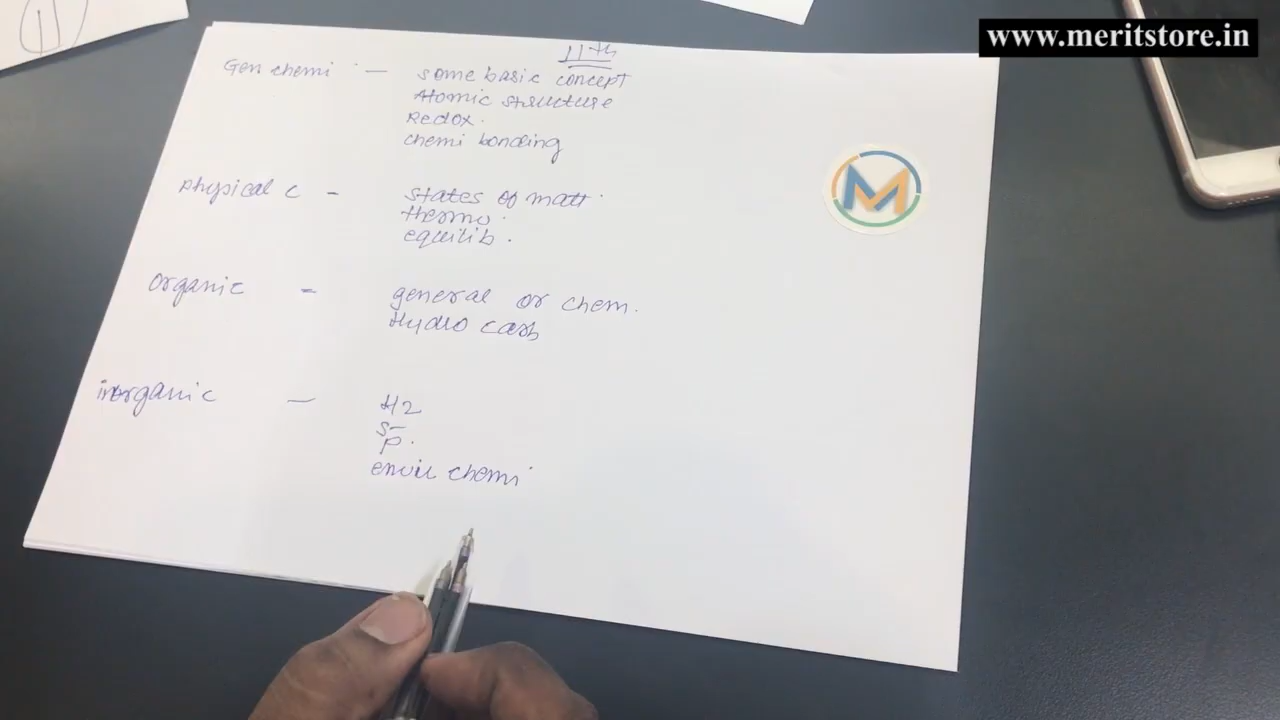 www.meritstore.in
11th
Gen chemi — some basic concept
Atomic structure
Redox.
chemi bonding
physical c - states of matt.
thermo.
equilib.
organic - general or chem.
Hydro carb
inorganic — H2
s-
p.
envir chemi
M